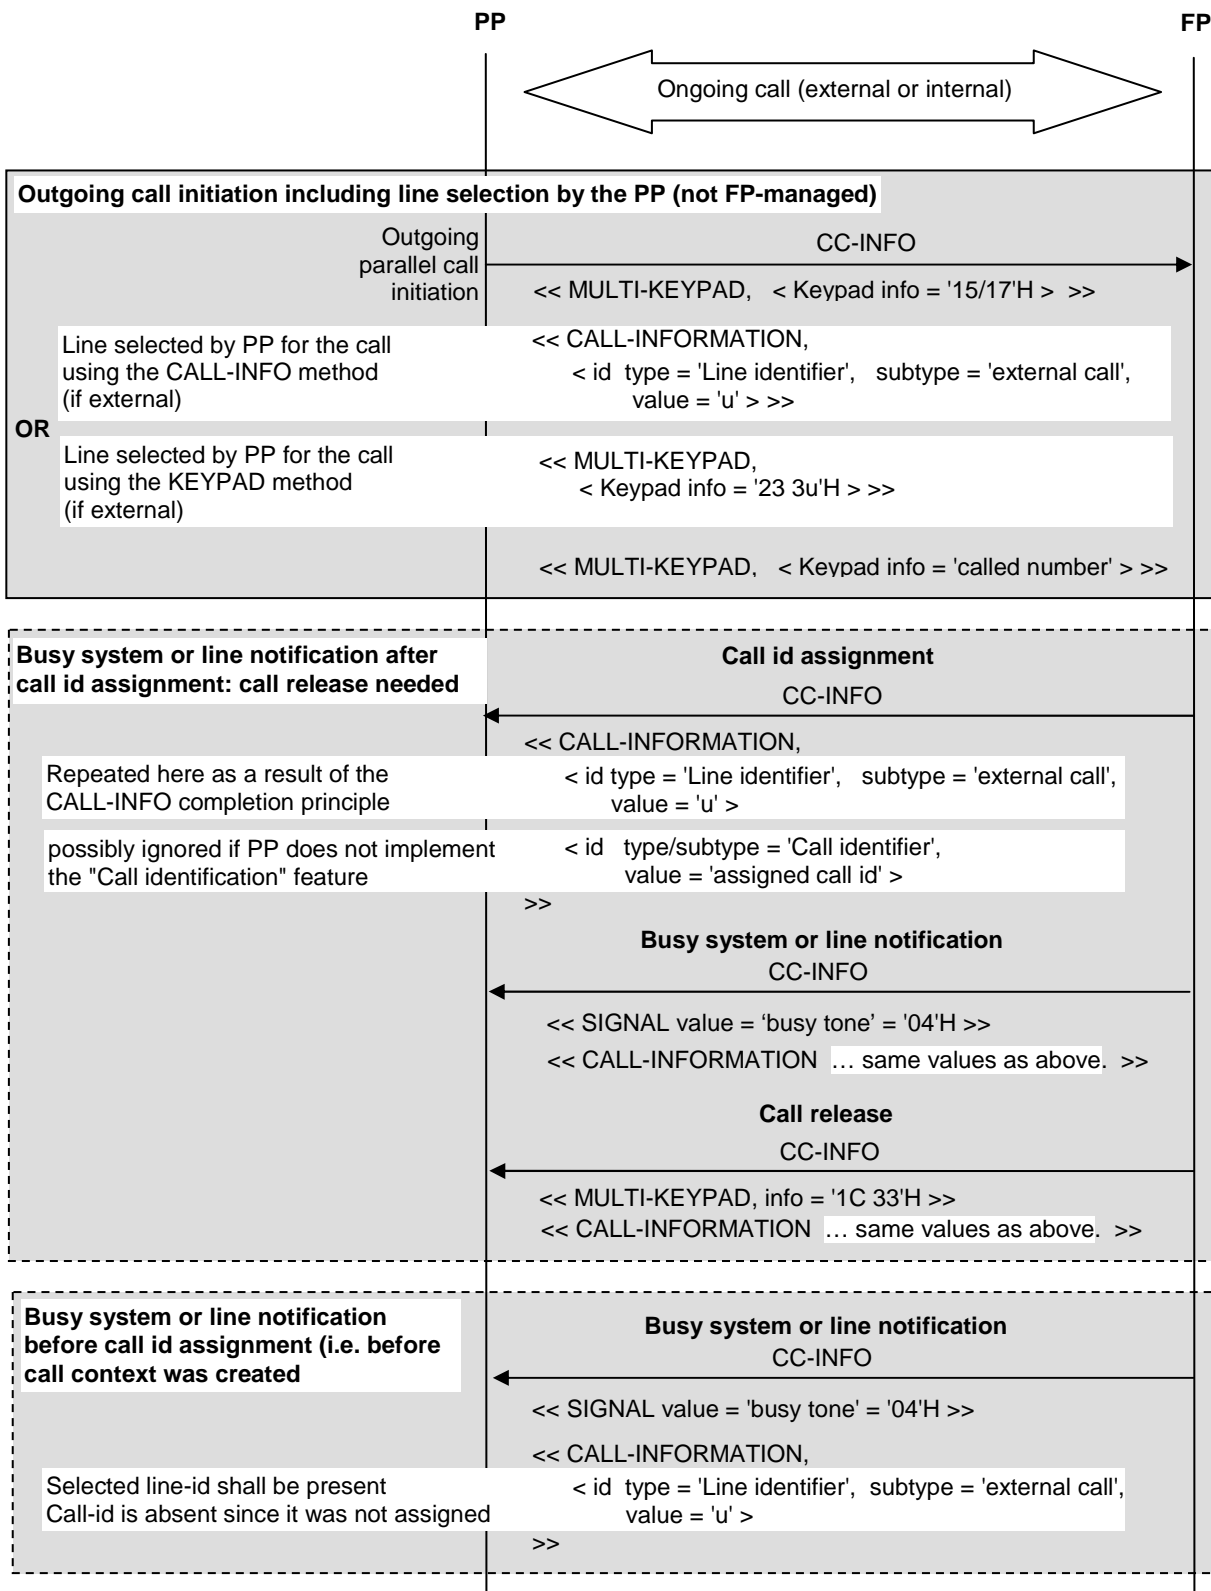 PP
FP
Ongoing call (external or internal)
Outgoing call initiation including line selection by the PP (not FP-managed)
Outgoing
parallel call
initiation
CC-INFO
<< MULTI-KEYPAD, < Keypad info = '15/17'H > >>
Line selected by PP for the call
using the CALL-INFO method
(if external)
<< CALL-INFORMATION,
< id type = 'Line identifier', subtype = 'external call',
value = 'u' > >>
OR
Line selected by PP for the call
using the KEYPAD method
(if external)
<< MULTI-KEYPAD,
< Keypad info = '23 3u'H > >>
<< MULTI-KEYPAD, < Keypad info = 'called number' > >>
Busy system or line notification after
call id assignment: call release needed
Call id assignment
CC-INFO
<< CALL-INFORMATION,
Repeated here as a result of the
CALL-INFO completion principle
< id type = 'Line identifier', subtype = 'external call',
value = 'u' >
possibly ignored if PP does not implement
the "Call identification" feature
< id type/subtype = 'Call identifier',
value = 'assigned call id' >
>>
Busy system or line notification
CC-INFO
<< SIGNAL value = ‘busy tone’ = '04'H >>
<< CALL-INFORMATION … same values as above. >>
Call release
CC-INFO
<< MULTI-KEYPAD, info = '1C 33'H >>
<< CALL-INFORMATION … same values as above. >>
Busy system or line notification
before call id assignment (i.e. before
call context was created
Busy system or line notification
CC-INFO
<< SIGNAL value = 'busy tone' = '04'H >>
<< CALL-INFORMATION,
Selected line-id shall be present
Call-id is absent since it was not assigned
< id type = 'Line identifier', subtype = 'external call',
value = 'u' >
>>